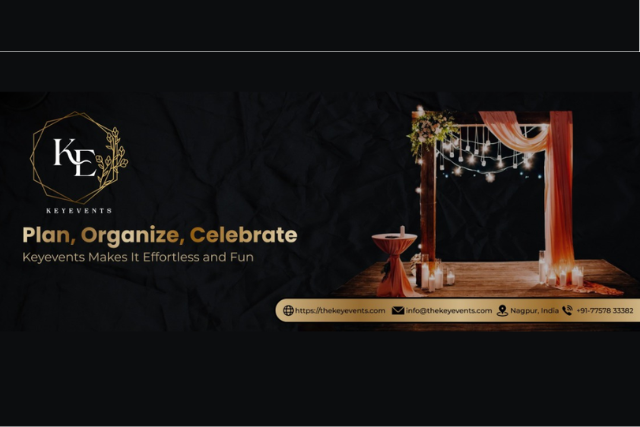 KE
KEYEVENTS
Plan, Organize, Celebrate
Keyevents Makes It Effortless and Fun
https://thekeyevents.com info@thekeyevents.com Nagpur, India +91-77578 33382